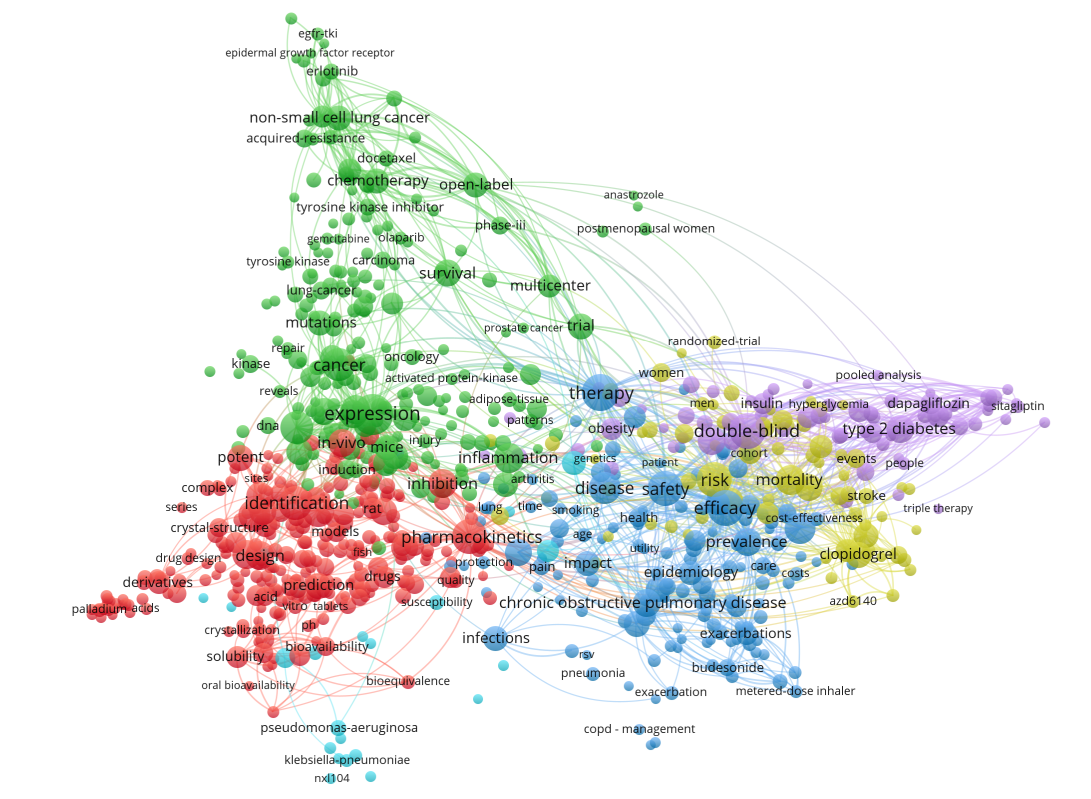 egfr-tki
epidermal growth factor receptor
erlotinib
non-small cell lung cancer
acquired-resistance
docetaxel
chemotherapy
open-label
anastrozole
tyrosine kinase inhibitor
phase-iii
postmenopausal women
gemcitabine
olaparib
tyrosine kinase
carcinoma
survival
lung-cancer
multicenter
mutations
prostate cancer
trial
randomized-trial
repair
kinase
cancer
oncology
women
pooled analysis
activated protein-kinase
reveals
therapy
adipose-tissue
men
insulin
hyperglycemia
dapagliflozin
sitagliptin
expression
patterns
dna
obesity
double-blind
type 2 diabetes
in-vivo
mice
injury
cohort
potent
inflammation
genetics
patient
events
people
induction
sites
arthritis
inhibition
risk
mortality
complex
disease
safety
stroke
series
identification
rat
lung
time
smoking
efficacy
triple therapy
health
cost-effectiveness
crystal-structure
models
pharmacokinetics
age
prevalence
drug design
design
fish
utility
clopidogrel
protection
pain
impact
care
derivatives
prediction
drugs
quality
epidemiology
costs
acid
vitro
tablets
susceptibility
chronic obstructive pulmonary disease
azd6140
palladium
acids
crystallization
ph
infections
exacerbations
solubility
bioavailability
rsv
budesonide
oral bioavailability
bioequivalence
pneumonia
exacerbation
metered-dose inhaler
pseudomonas-aeruginosa
copd - management
klebsiella-pneumoniae
nxl104